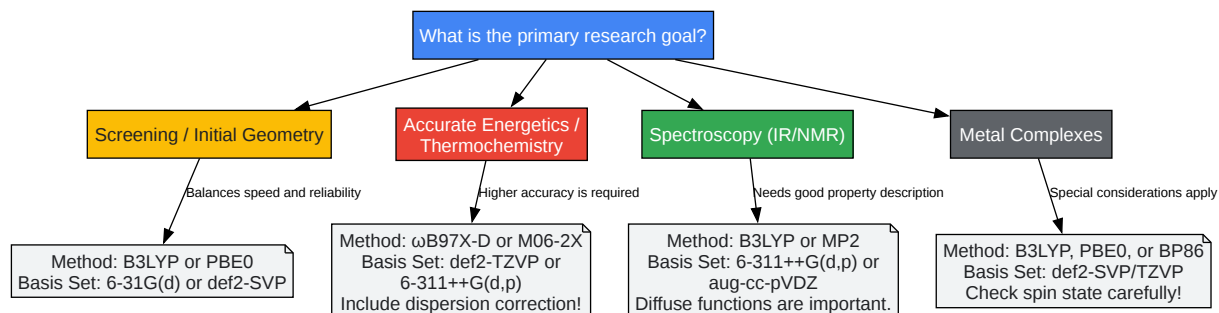 What is the primary research goal?
Screening / Initial Geometry
Accurate Energetics /
Thermochemistry
Spectroscopy (IR/NMR)
Metal Complexes
Balances speed and reliability
Higher accuracy is required
Needs good property description
Special considerations apply
Method: B3LYP or PBE0
Basis Set: 6-31G(d) or def2-SVP
Method: ωB97X-D or M06-2X
Basis Set: def2-TZVP or
6-311++G(d,p)
Include dispersion correction!
Method: B3LYP or MP2
Basis Set: 6-311++G(d,p) or
aug-cc-pVDZ
Diffuse functions are important.
Method: B3LYP, PBE0, or BP86
Basis Set: def2-SVP/TZVP
Check spin state carefully!